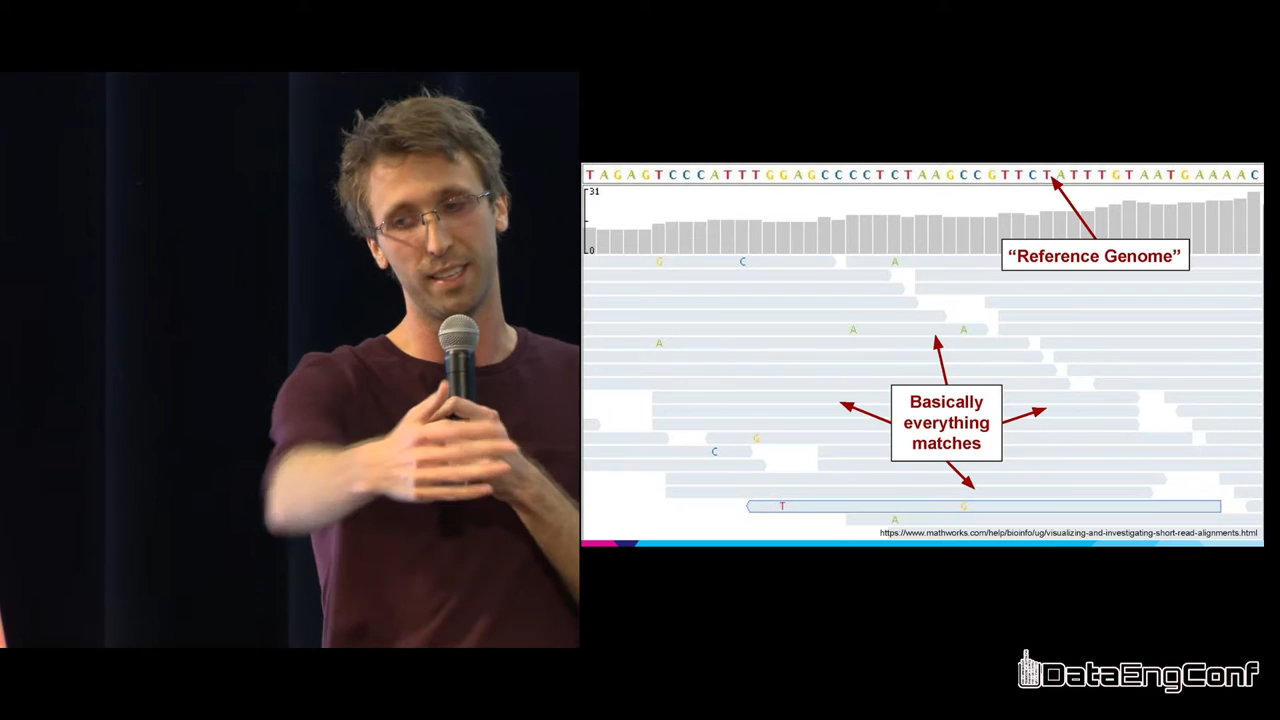 TAGAGTCCCATTTGGAGCCCCTCTAAGCCGTTCTATTTGTAATGAAAAC
31
0
"Reference Genome"
G C A
A A
A
Basically
everything
matches
G
C
T G
A
https://www.mathworks.com/help/bioinfo/ug/visualizing-and-investigating-short-read-alignments.html
DataEngConf